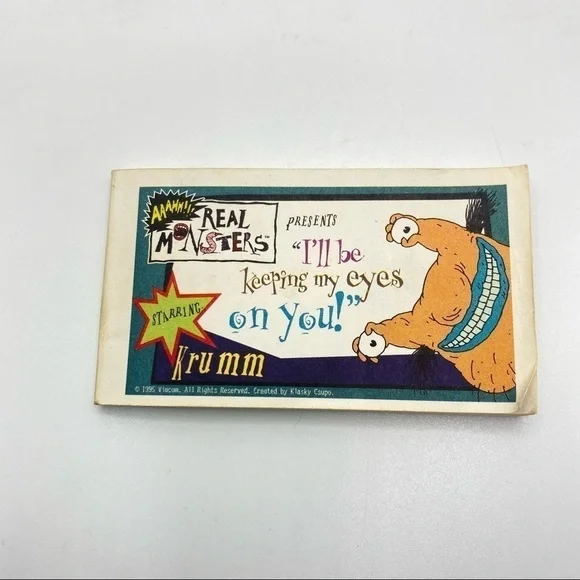 AAAHH!!!
REAL
MONSTERS™
PRESENTS
"I'll be
keeping my eyes
on you!"
STARRING
Krumm
© 1995 Viacom. All Rights Reserved. Created by Klasky Csupo.